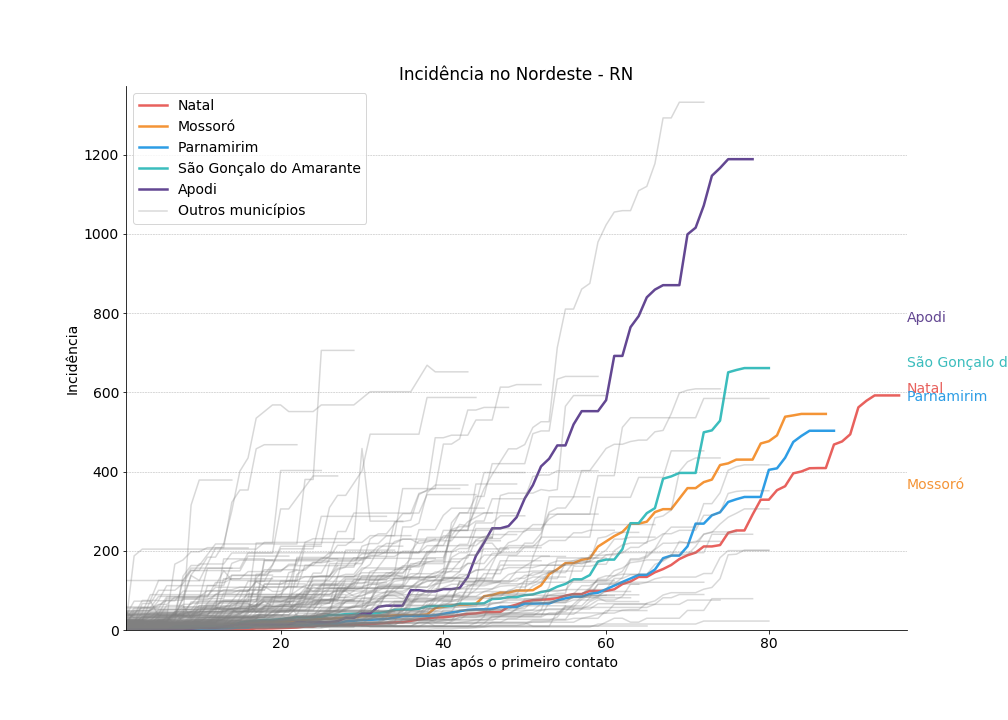 Incidência no Nordeste - RN
Natal
Mossoró
Parnamirim
São Gonçalo do Amarante
Apodi
Outros municípios
Incidência
1200
1000
800
600
400
200
0
20
40
60
80
Dias após o primeiro contato
Apodi
São Gonçalo d
Natal
Parnamirim
Mossoró